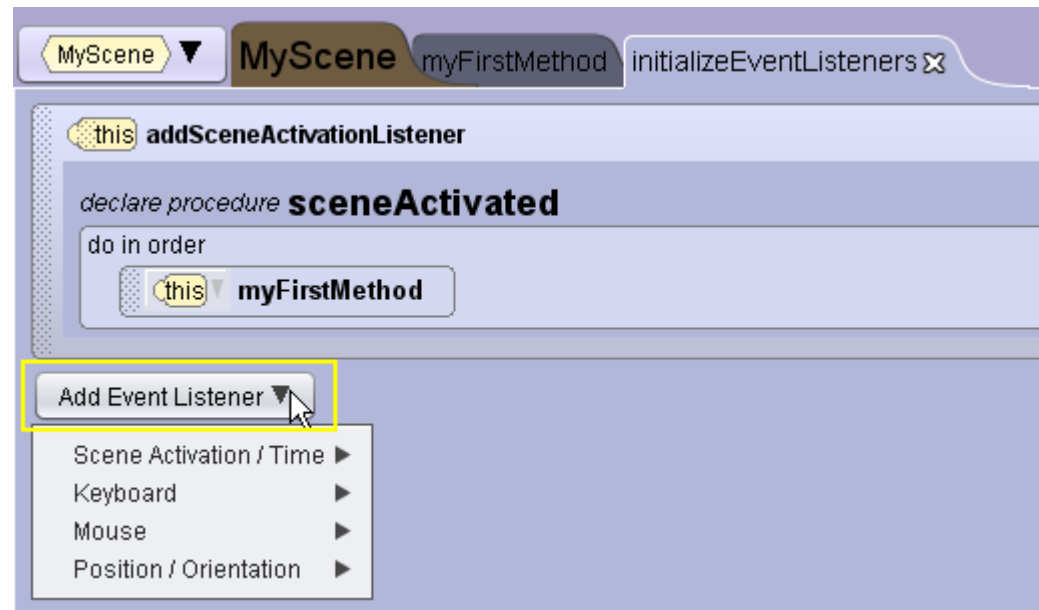 MyScene MyScene myFirstMethod initializeEventListeners
this addSceneActivationListener
declare procedure sceneActivated
do in order
this myFirstMethod
Add Event Listener
Scene Activation / Time
Keyboard
Mouse
Position / Orientation